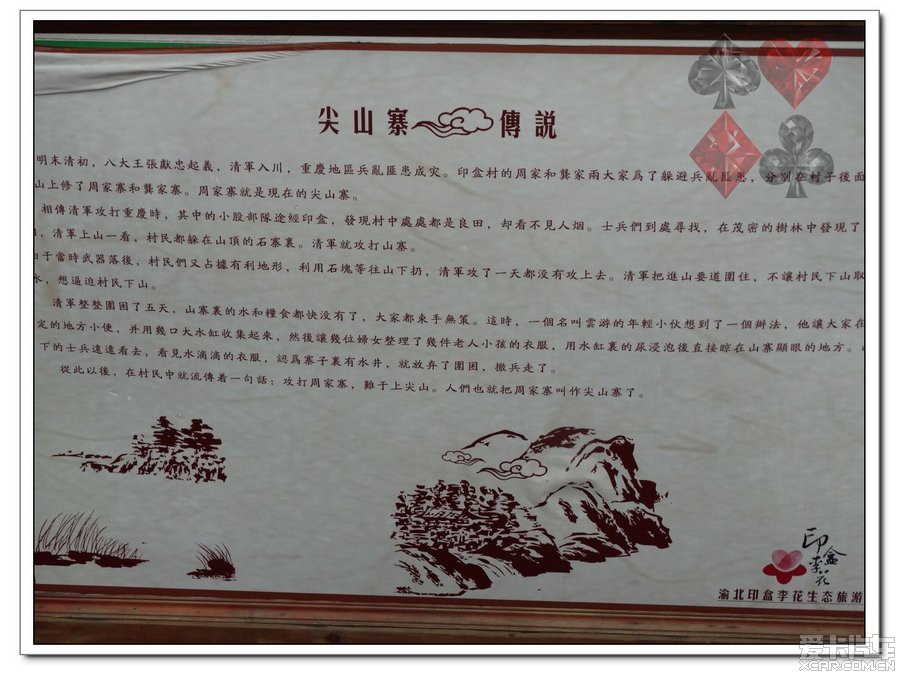 尖山寨傳説
明末清初，八大王張獻忠起義，清軍入川，重慶地區兵亂匪患成灾。印盒村的周家和龔家兩大家爲了躲避兵亂匪患，分别在村子後面
山上修了周家寨和龔家寨。周家寨就是現在的尖山寨。
相傳清軍攻打重慶時，其中的小股部隊途經印盒，發現村中處處都是良田，却看不見人烟。士兵們到處尋找，在茂密的樹林中發現了
，清軍上山一看，村民都躲在山頂的石寨裏。清軍就攻打山寨。
由于當時武器落後，村民們又占據有利地形，利用石塊等往山下扔，清軍攻了一天都没有攻上去。清軍把進山要道圍住，不讓村民下山取
水，想逼迫村民下山。
清軍整整圍困了五天，山寨裏的水和糧食都快没有了，大家都束手無策。這時，一個名叫雲游的年輕小伙想到了一個辦法，他讓大家在
定的地方小便，并用幾口大水缸收集起來，然後讓幾位婦女整理了幾件老人小孩的衣服，用水缸裏的尿浸泡後直接晾在山寨顯眼的地方。山
下的士兵遠遠看去，看見水滴滴的衣服，認爲寨子裏有水井，就放弃了圍困，撤兵走了。
從此以後，在村民中就流傳着一句話：攻打周家寨，難于上尖山。人們也就把周家寨叫作尖山寨了。
印盒
李花
渝北印盒李花生态旅游
爱卡汽车
XCAR.COM.CN